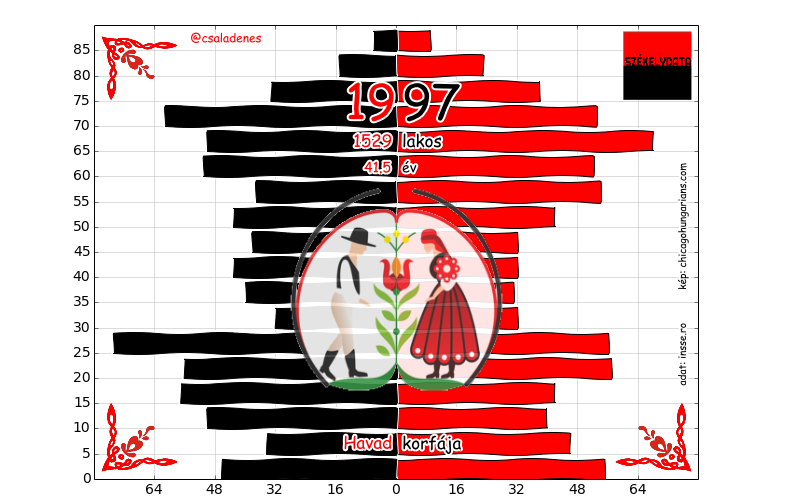 @csaladenes
SZÉKELYDATA
1997
1529 lakos
41.5 év
kép: chicagohungarians.com
adat: insse.ro
Havad korfája
85
80
75
70
65
60
55
50
45
40
35
30
25
20
15
10
5
0
64 48 32 16 0 16 32 48 64